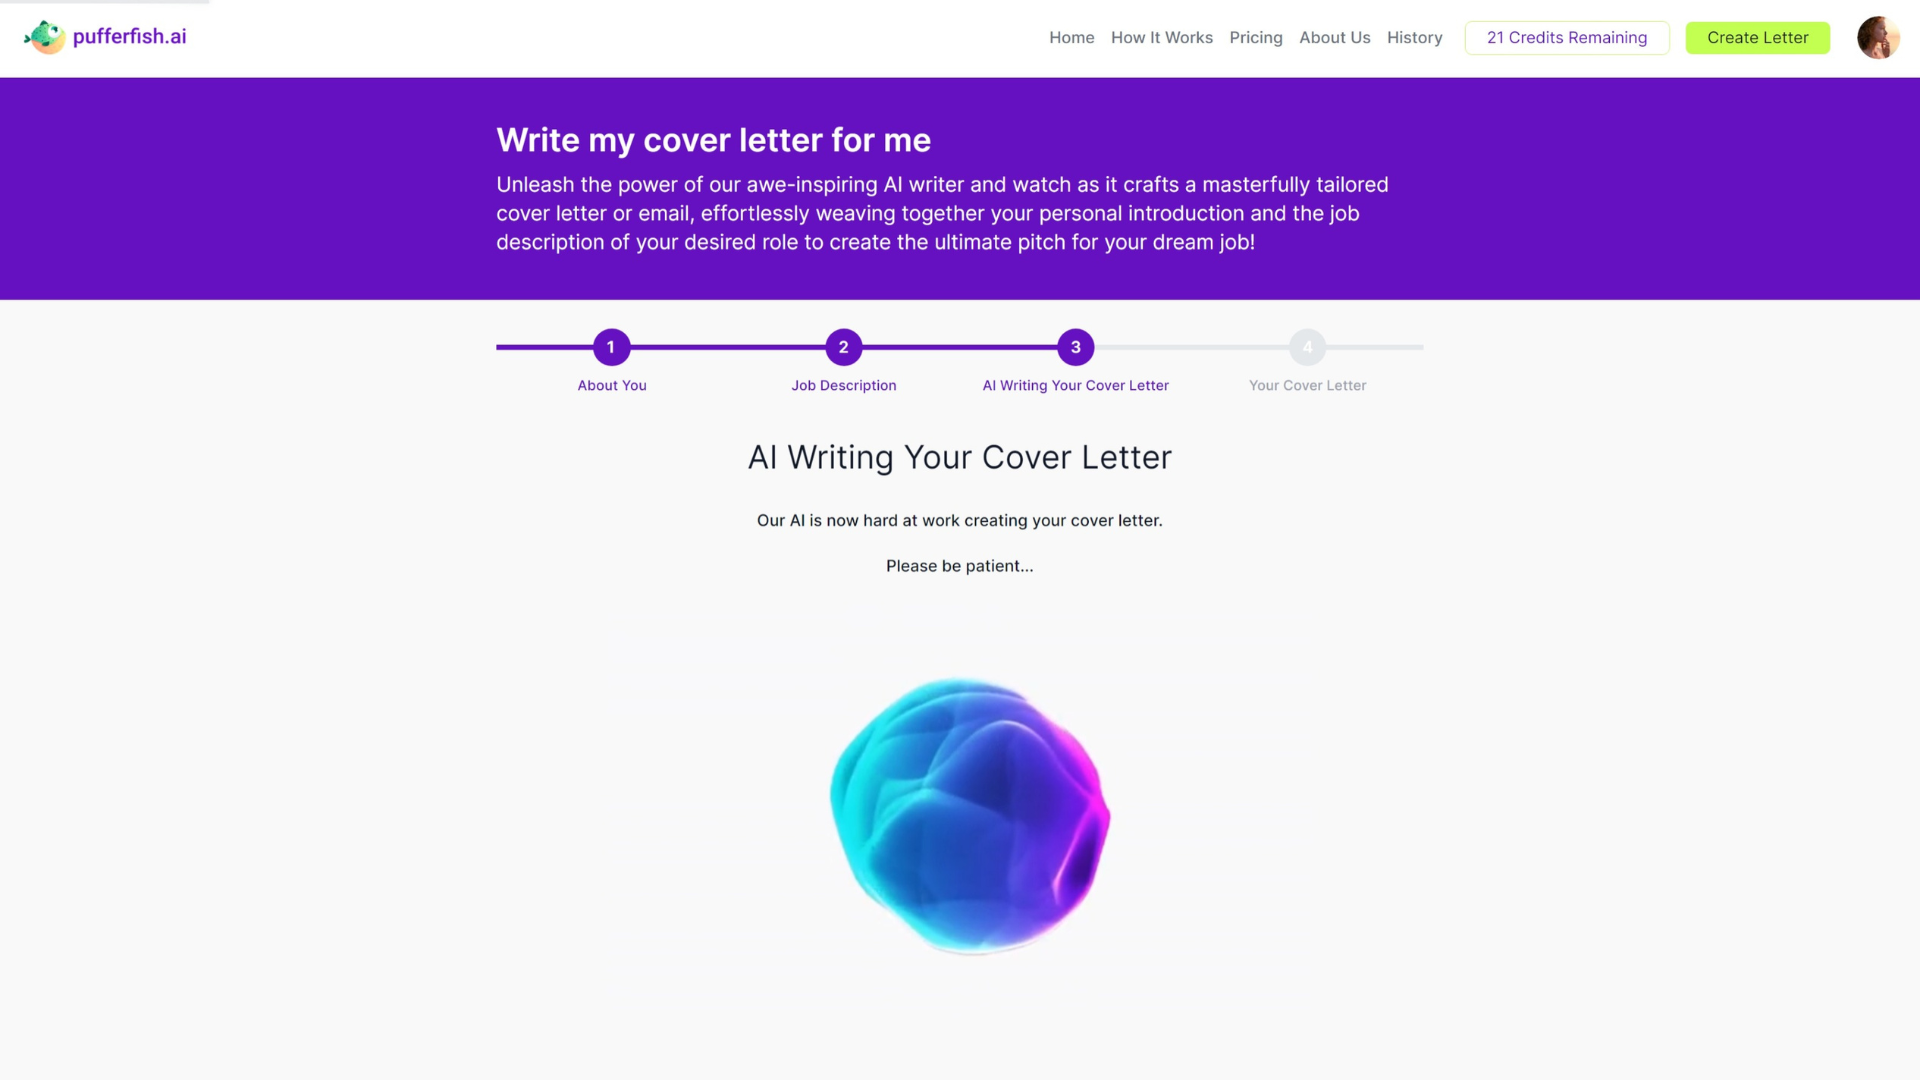 pufferfish.ai
Home How It Works Pricing About Us History 21 Credits Remaining Create Letter
Write my cover letter for me
Unleash the power of our awe-inspiring AI writer and watch as it crafts a masterfully tailored
cover letter or email, effortlessly weaving together your personal introduction and the job
description of your desired role to create the ultimate pitch for your dream job!
1 2 3 4
About You Job Description AI Writing Your Cover Letter Your Cover Letter
AI Writing Your Cover Letter
Our AI is now hard at work creating your cover letter.
Please be patient...